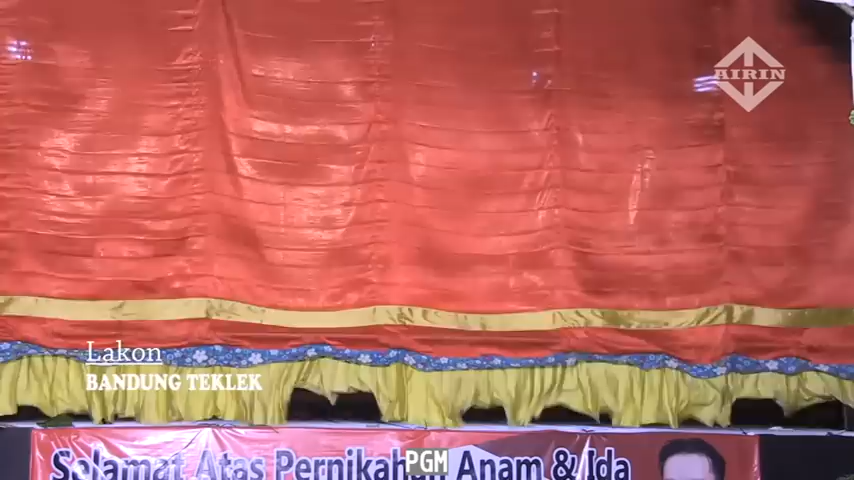 AIRIN
Lakon
BANDUNG TEKLEK
Selamat Atas Pernikahan Anam & Ida
PGM